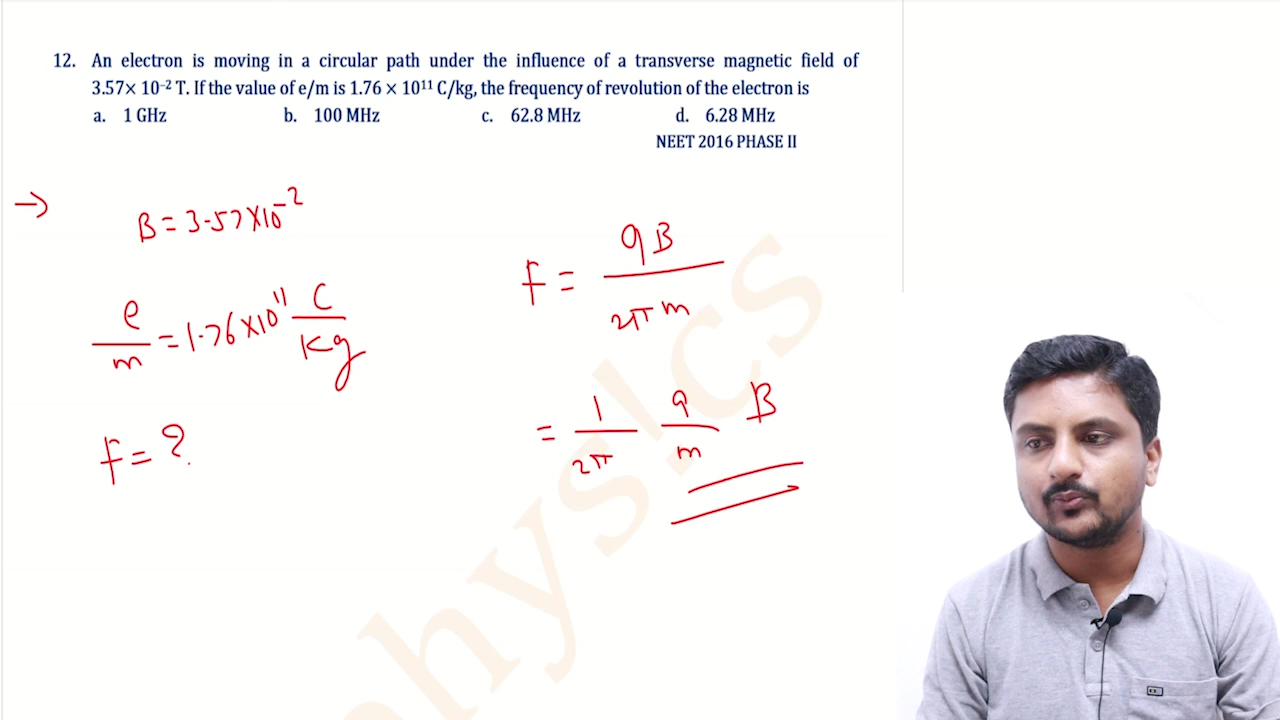 12. An electron is moving in a circular path under the influence of a transverse magnetic field of
3.57× 10⁻² T. If the value of e/m is 1.76 × 10¹¹ C/kg, the frequency of revolution of the electron is
a. 1 GHz b. 100 MHz c. 62.8 MHz d. 6.28 MHz
NEET 2016 PHASE II
→ B = 3.57×10⁻²
e/m = 1.76×10¹¹ C/Kg
f = ?
f = qB/2πm
= 1/2π q/m B
physics